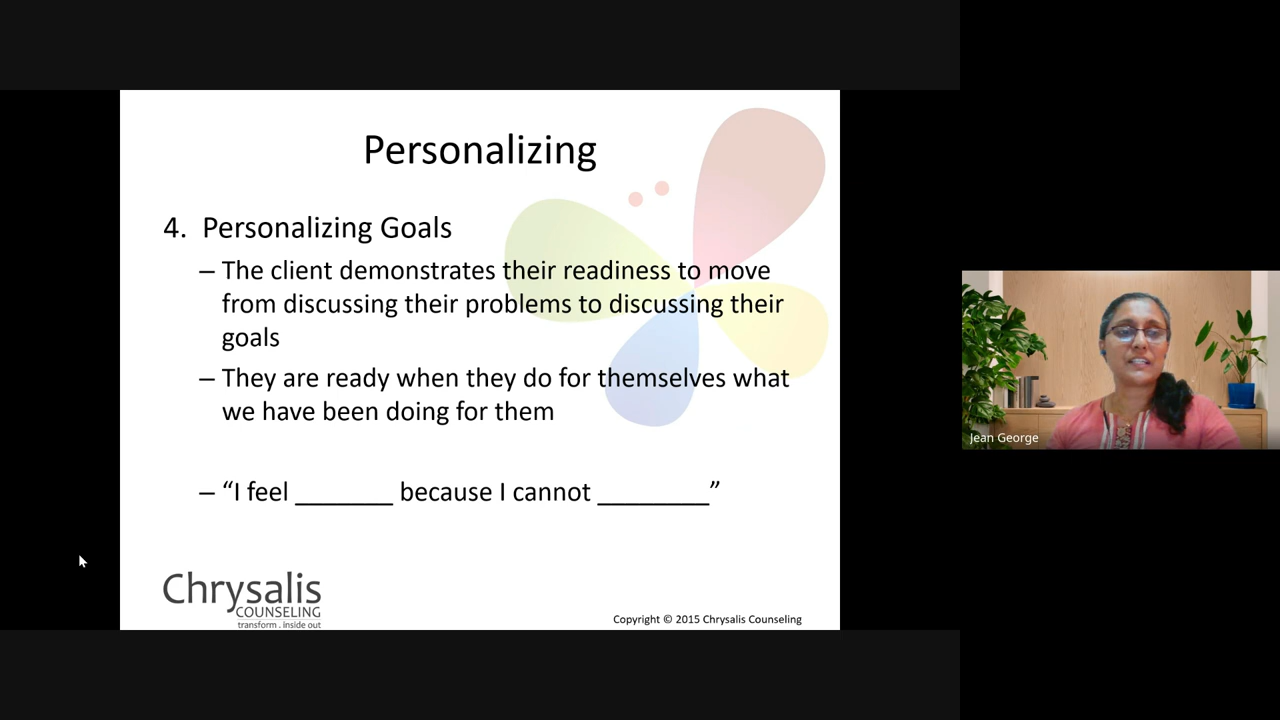 Personalizing
4. Personalizing Goals
– The client demonstrates their readiness to move
from discussing their problems to discussing their
goals
– They are ready when they do for themselves what
we have been doing for them
– “I feel _______ because I cannot ________”
Chrysalis
COUNSELING
transform . inside out
Copyright © 2015 Chrysalis Counseling
Jean George